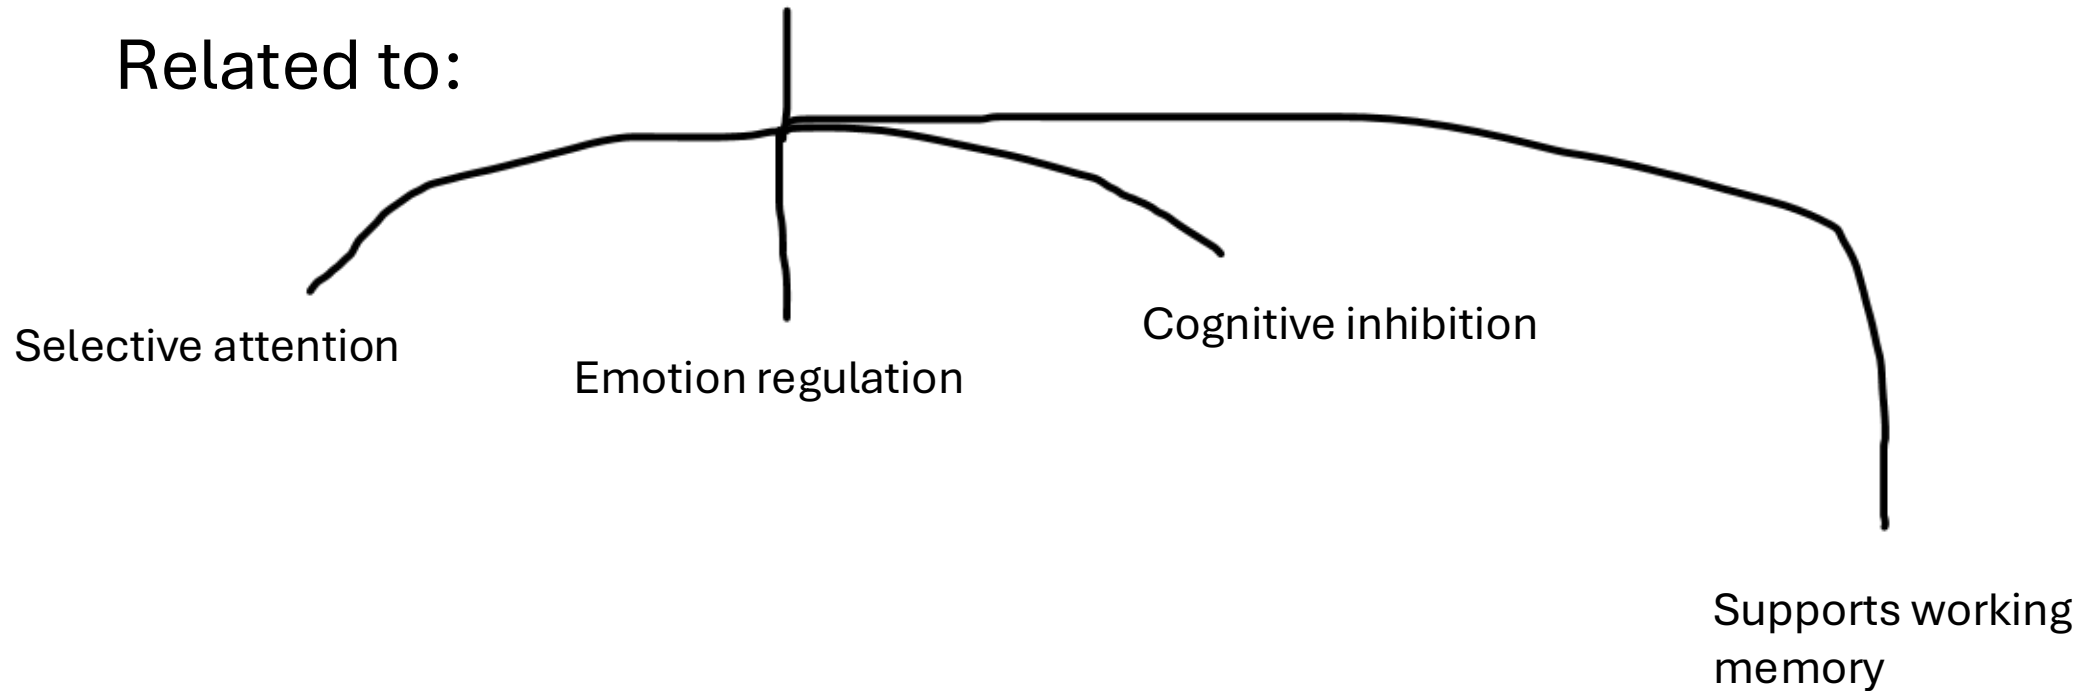 Related to:
Selective attention
Emotion regulation
Cognitive inhibition
Supports working
memory